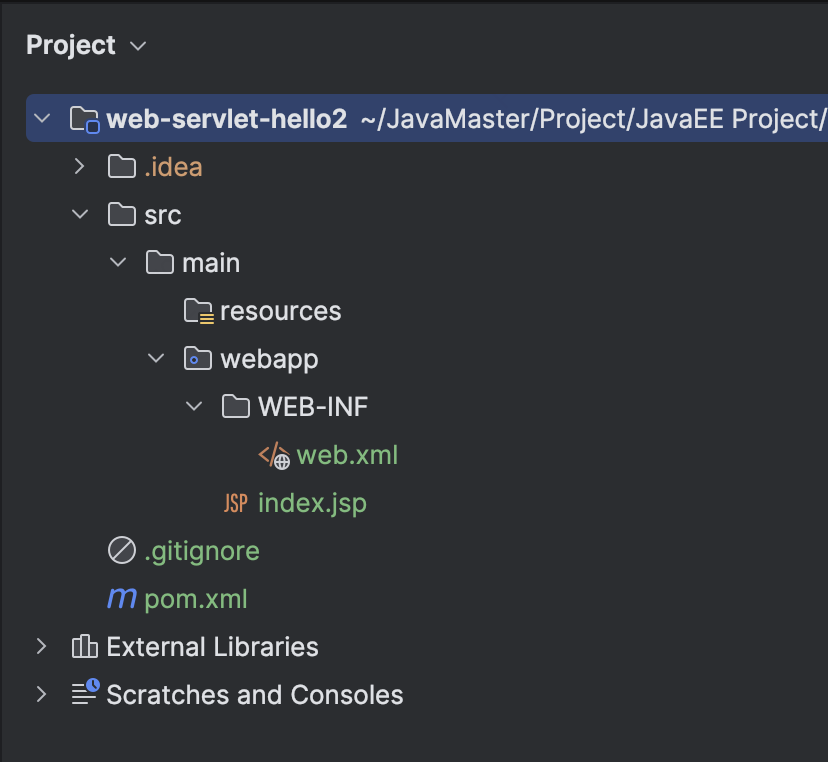 Project
web-servlet-hello2 ~/JavaMaster/Project/JavaEE Project/
.idea
src
main
resources
webapp
WEB-INF
web.xml
JSP index.jsp
.gitignore
m pom.xml
External Libraries
Scratches and Consoles